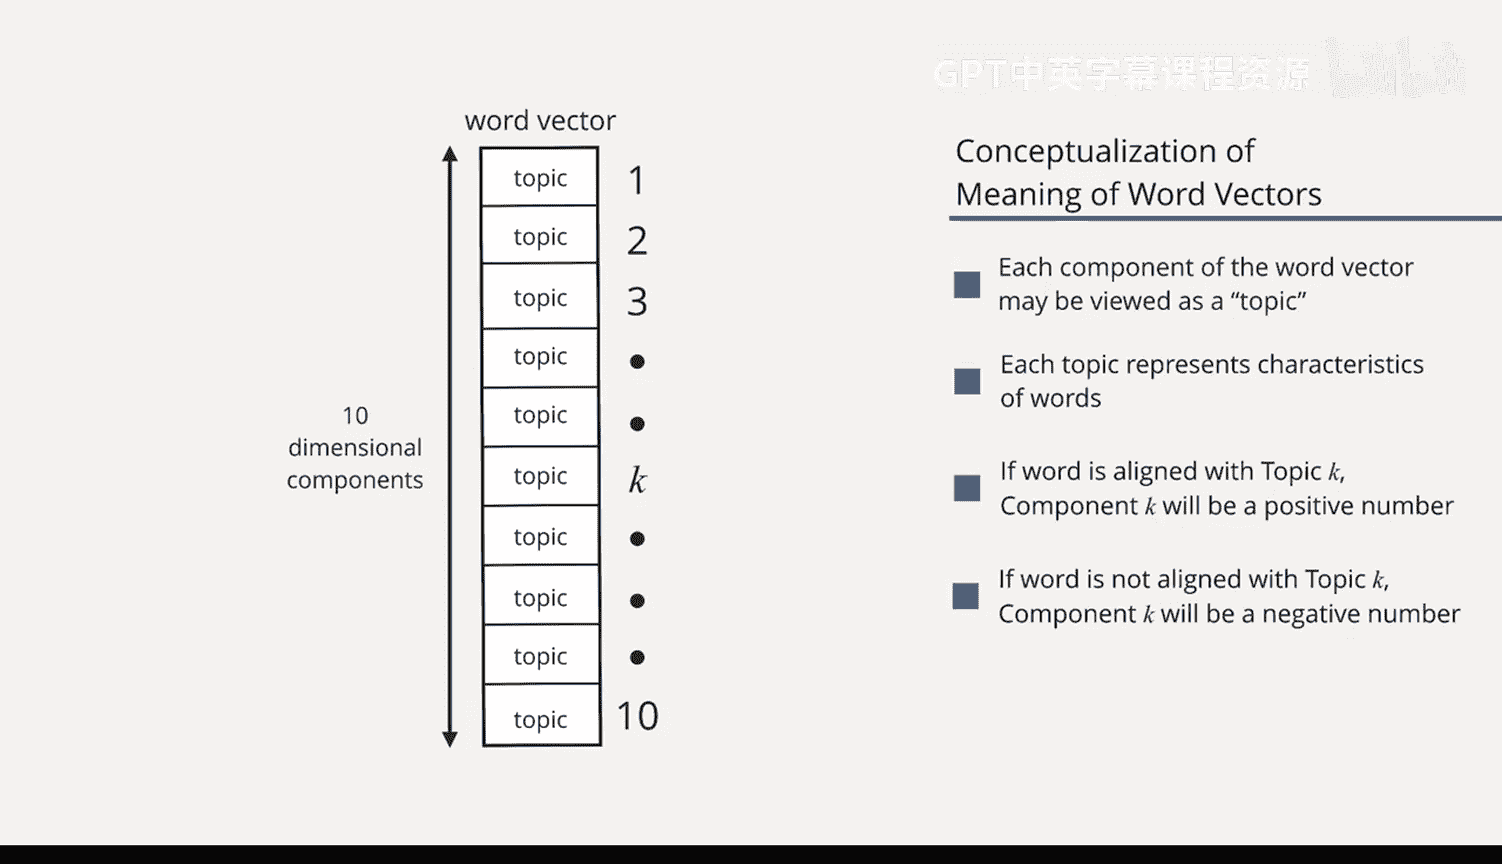 GPT中英字幕课程资源
word vector
topic 1
topic 2
topic 3
topic •
topic •
topic k
topic •
topic •
topic •
topic 10
10
dimensional
components
Conceptualization of
Meaning of Word Vectors
Each component of the word vector
may be viewed as a “topic”
Each topic represents characteristics
of words
If word is aligned with Topic k,
Component k will be a positive number
If word is not aligned with Topic k,
Component k will be a negative number